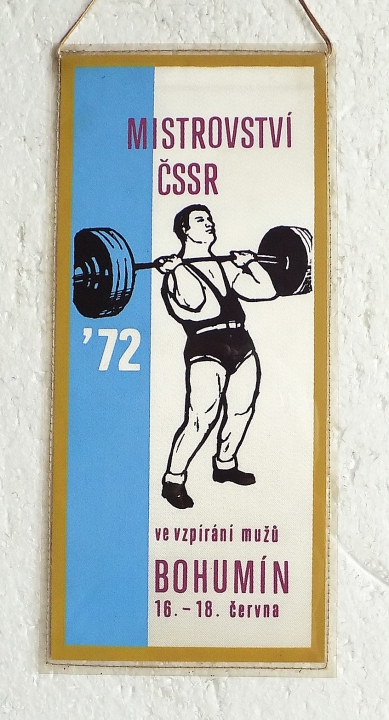 MISTROVSTVÍ
ČSSR
'72
ve vzpírání mužů
BOHUMÍN
16. – 18. června